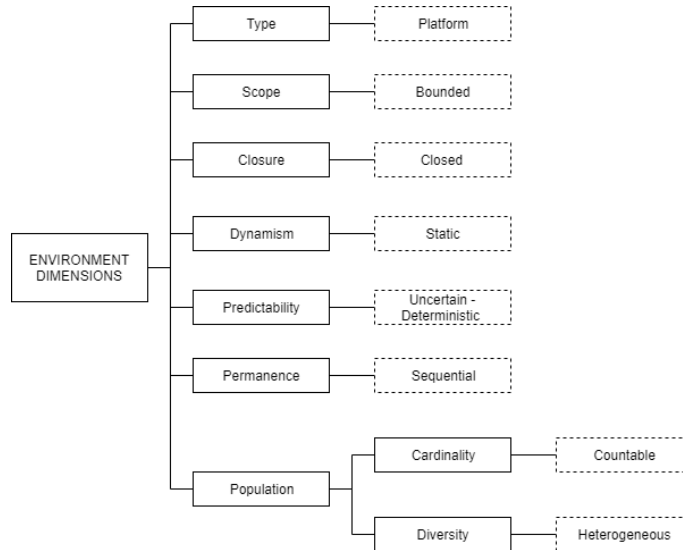 Type
Platform
Scope
Bounded
Closure
Closed
ENVIRONMENT
DIMENSIONS
Dynamism
Static
Predictability
Uncertain -
Deterministic
Permanence
Sequential
Population
Cardinality
Countable
Diversity
Heterogeneous